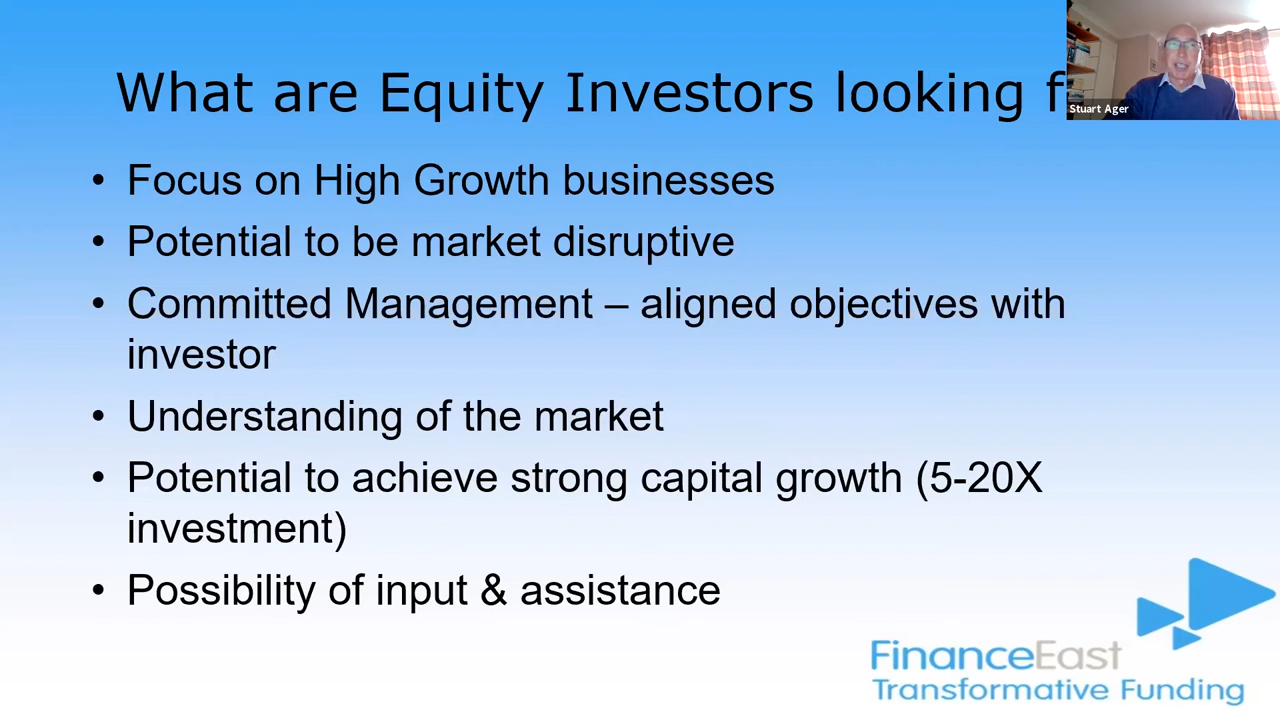 What are Equity Investors looking f
Stuart Ager
• Focus on High Growth businesses
• Potential to be market disruptive
• Committed Management – aligned objectives with
investor
• Understanding of the market
• Potential to achieve strong capital growth (5-20X
investment)
• Possibility of input & assistance
FinanceEast
Transformative Funding